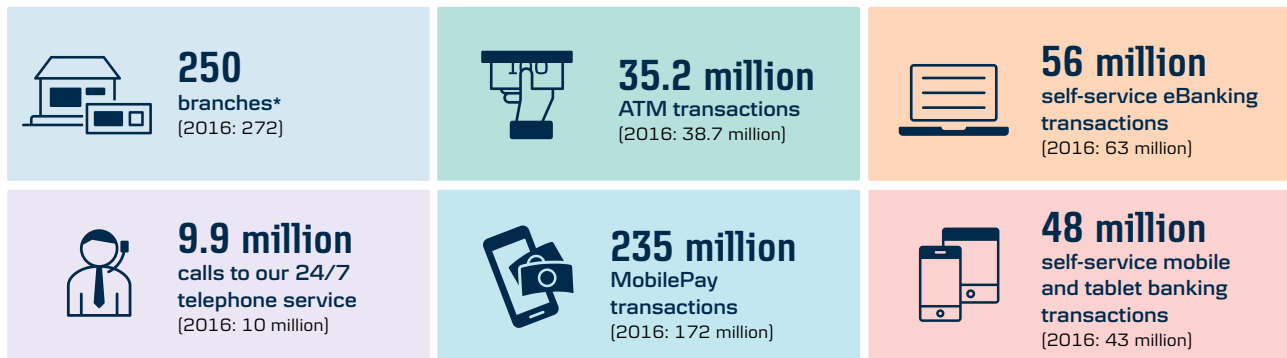 250
branches*
(2016: 272)
35.2 million
ATM transactions
(2016: 38.7 million)
56 million
self-service eBanking
transactions
(2016: 63 million)
9.9 million
calls to our 24/7
telephone service
(2016: 10 million)
235 million
MobilePay
transactions
(2016: 172 million)
48 million
self-service mobile
and tablet banking
transactions
(2016: 43 million)